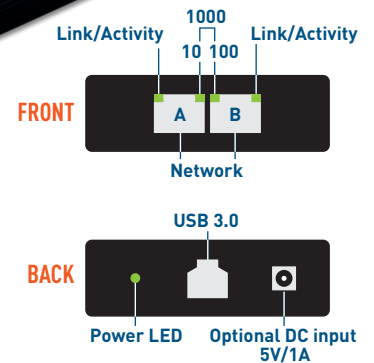 1000
Link/Activity Link/Activity
10 100
FRONT
A B
Network
USB 3.0
BACK
Power LED Optional DC input
5V/1A